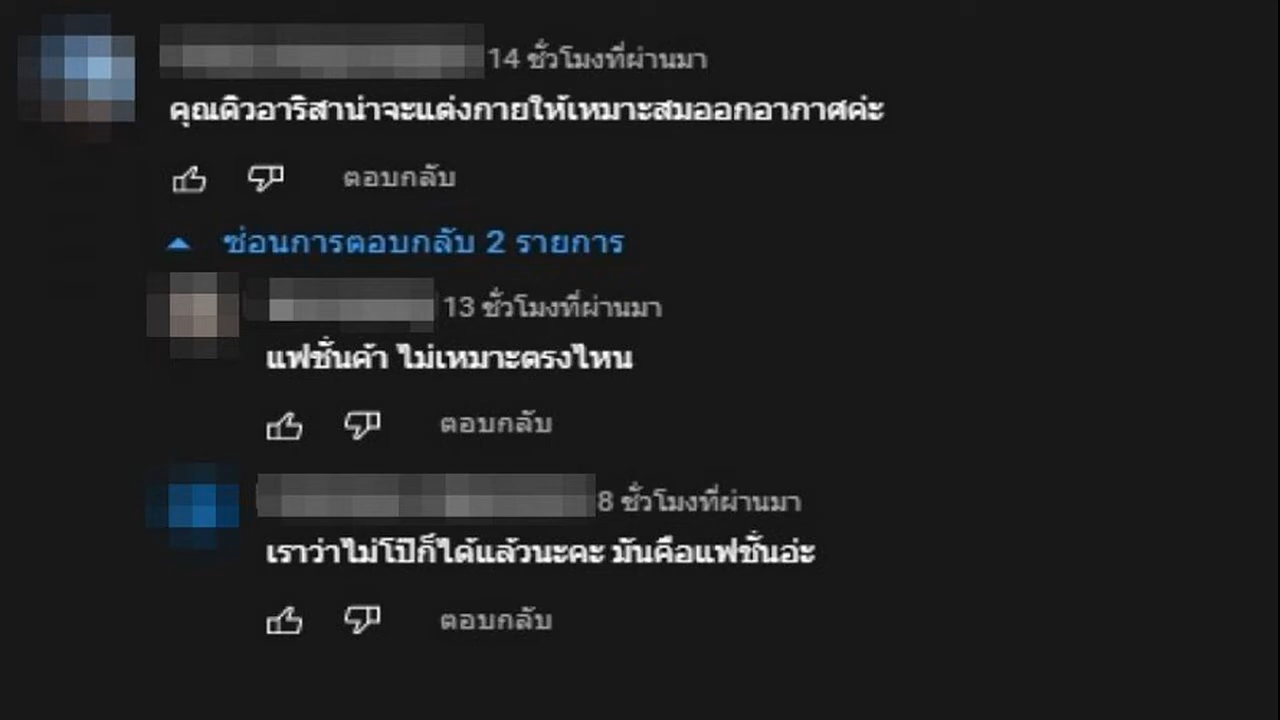 14 ชั่วโมงที่ผ่านมา
คุณดิวอาริสาน่าจะแต่งกายให้เหมาะสมออกอากาศค่ะ
ตอบกลับ
ซ่อนการตอบกลับ 2 รายการ
13 ชั่วโมงที่ผ่านมา
แฟชั่นค้า ไม่เหมาะตรงไหน
ตอบกลับ
8 ชั่วโมงที่ผ่านมา
เราว่าไม่โป๊ก็ได้แล้วนะคะ มันคือแฟชั่นอ่ะ
ตอบกลับ